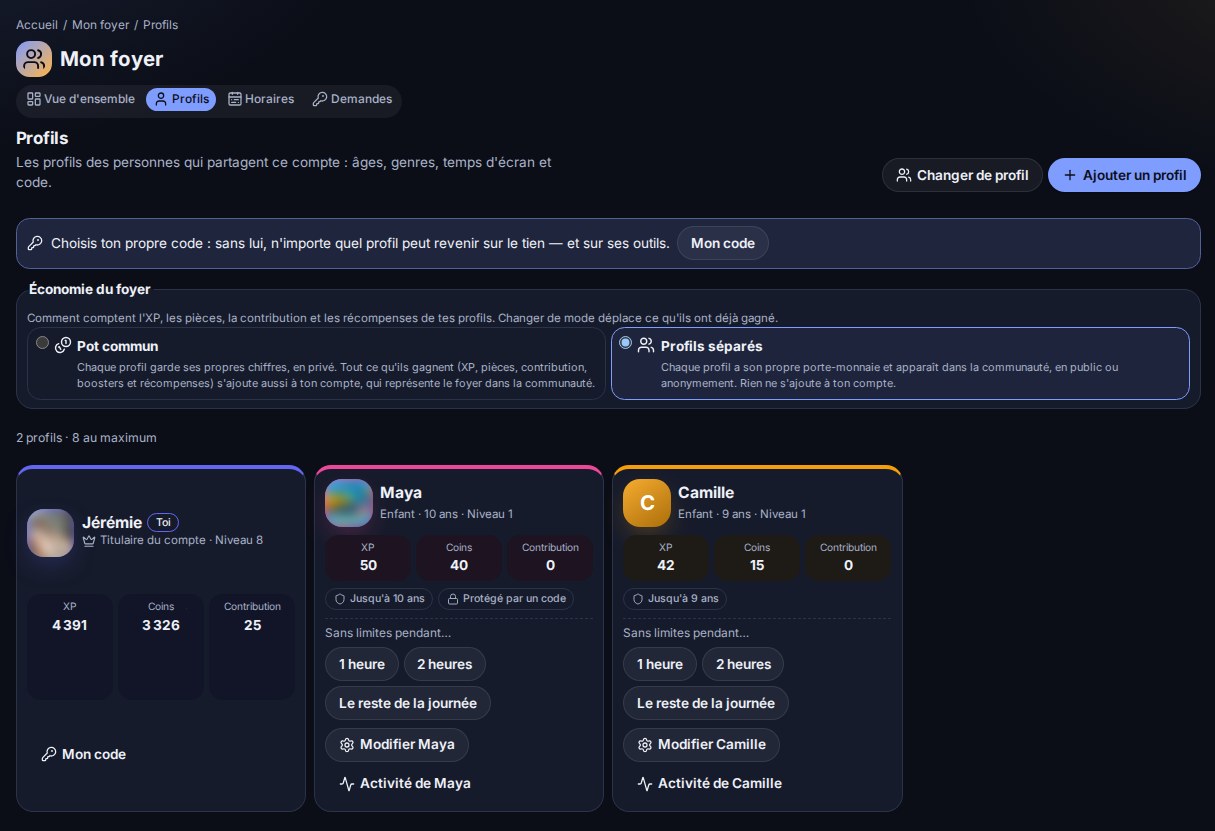 Accueil / Mon foyer / Profils
Mon foyer
Vue d'ensemble
Profils
Horaires
Demandes
Profils
Les profils des personnes qui partagent ce compte : âges, genres, temps d'écran et
code.
Changer de profil
Ajouter un profil
Choisis ton propre code : sans lui, n'importe quel profil peut revenir sur le tien — et sur ses outils.
Mon code
Économie du foyer
Comment comptent l'XP, les pièces, la contribution et les récompenses de tes profils. Changer de mode déplace ce qu'ils ont déjà gagné.
Pot commun
Chaque profil garde ses propres chiffres, en privé. Tout ce qu'ils gagnent (XP, pièces, contribution,
boosters et récompenses) s'ajoute aussi à ton compte, qui représente le foyer dans la communauté.
Profils séparés
Chaque profil a son propre porte-monnaie et apparaît dans la communauté, en public ou
anonymement. Rien ne s'ajoute à ton compte.
2 profils · 8 au maximum
Jérémie Toi
Titulaire du compte · Niveau 8
XP
4 391
Coins
3 326
Contribution
25
Mon code
Maya
Enfant · 10 ans · Niveau 1
XP
50
Coins
40
Contribution
0
Jusqu'à 10 ans
Protégé par un code
Sans limites pendant…
1 heure
2 heures
Le reste de la journée
Modifier Maya
Activité de Maya
C
Camille
Enfant · 9 ans · Niveau 1
XP
42
Coins
15
Contribution
0
Jusqu'à 9 ans
Sans limites pendant…
1 heure
2 heures
Le reste de la journée
Modifier Camille
Activité de Camille